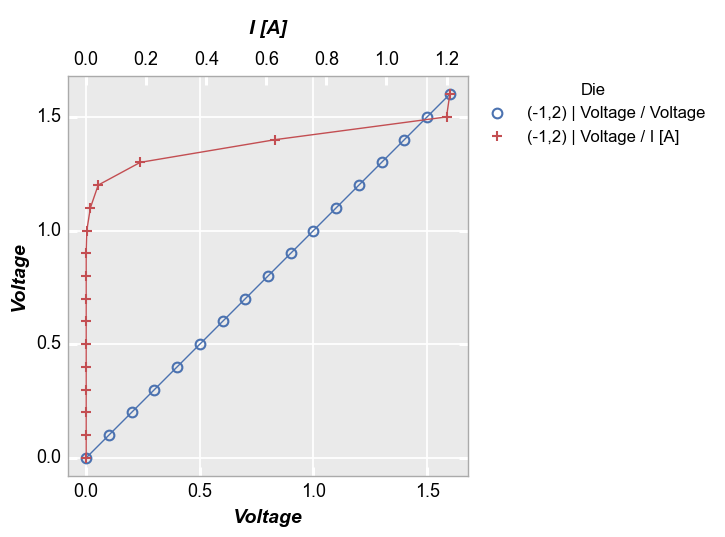 I [A]
0.0 0.2 0.4 0.6 0.8 1.0 1.2
Die
(-1,2) | Voltage / Voltage
(-1,2) | Voltage / I [A]
1.5
1.0
0.5
0.0
Voltage
0.0 0.5 1.0 1.5
Voltage